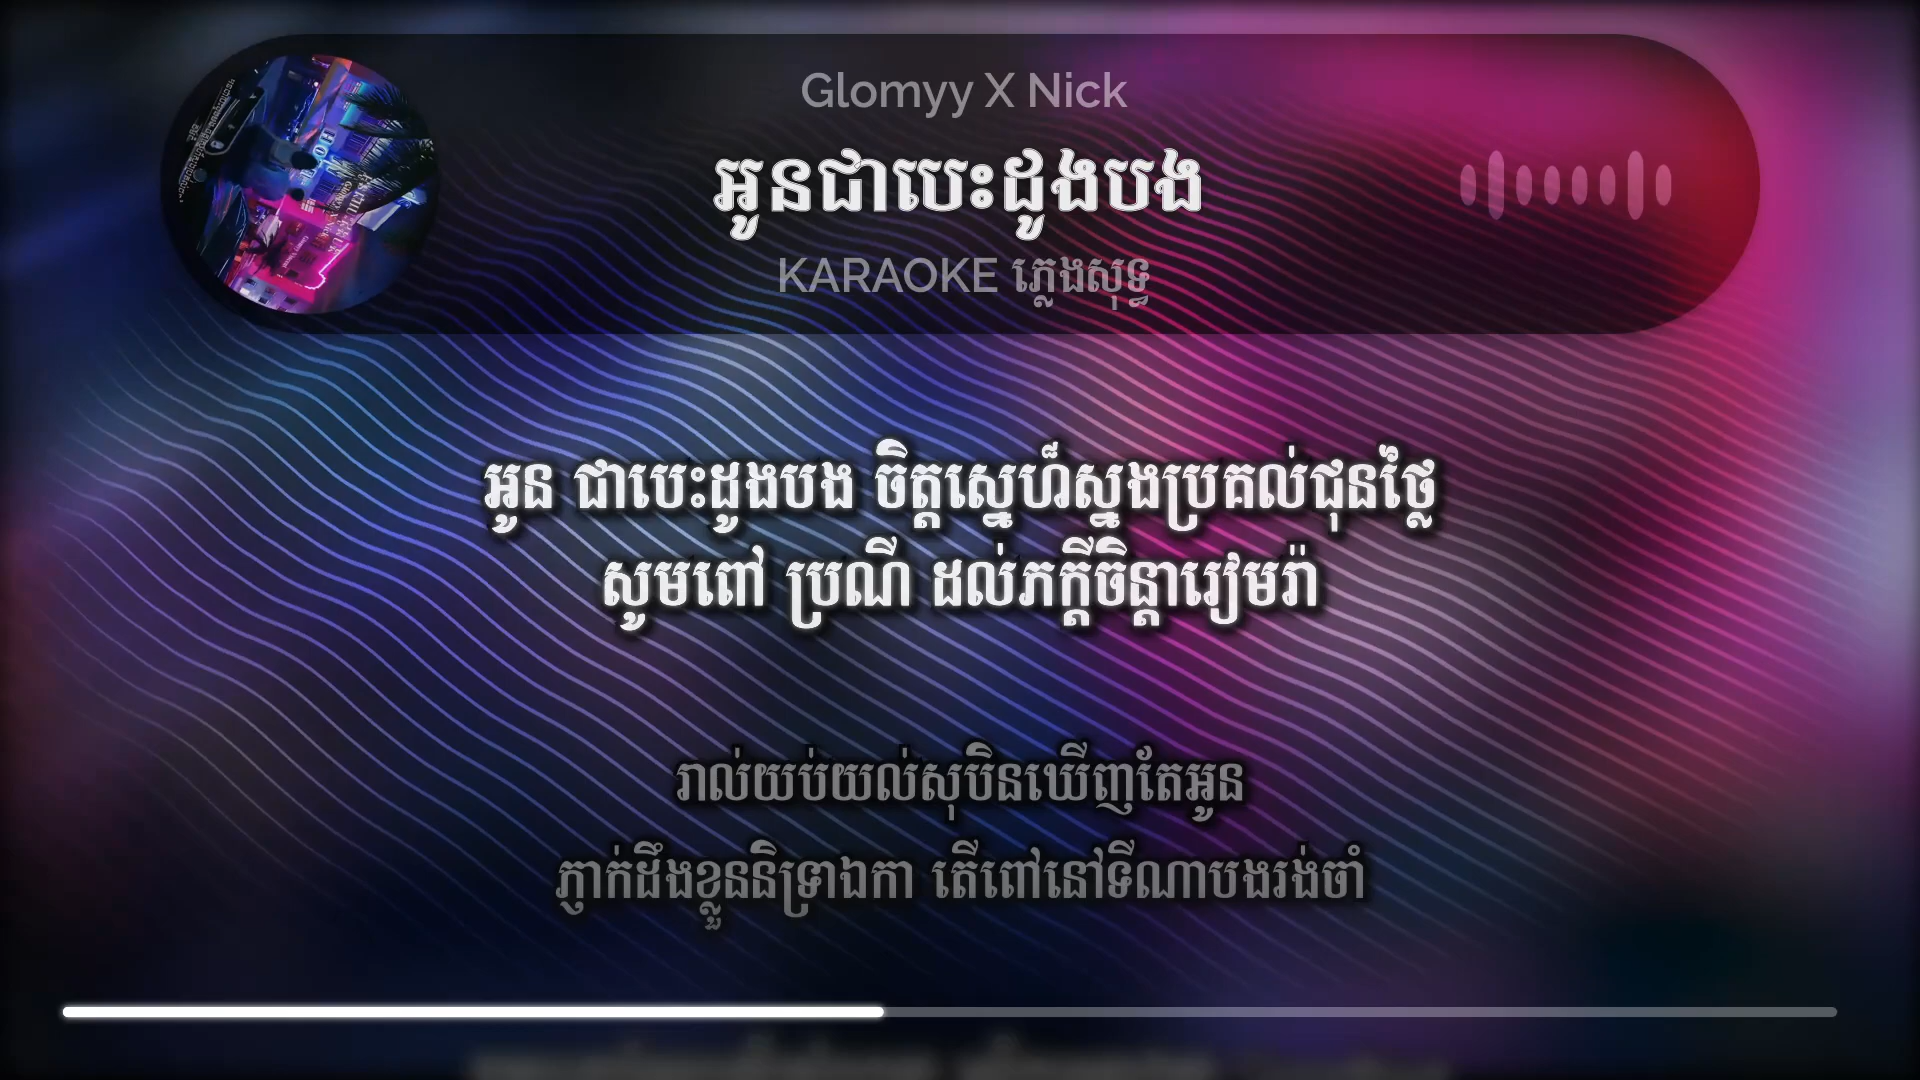 Glomyy X Nick
អូនជាបេះដូងបង
KARAOKE ភ្លេងសុទ្ធ
អូន ជាបេះដូងបង ចិត្តស្នេហ៍ស្នងប្រគល់ជុនថ្លៃ
សូមពៅ ប្រណី ដល់ភក្ដីចិន្ដារៀមរ៉ា
រាល់យប់យល់សុបិនឃើញតែអូន
ភ្ញាក់ដឹងខ្លួននិទ្រាឯកា តើពៅនៅទីណាបងរង់ចាំ